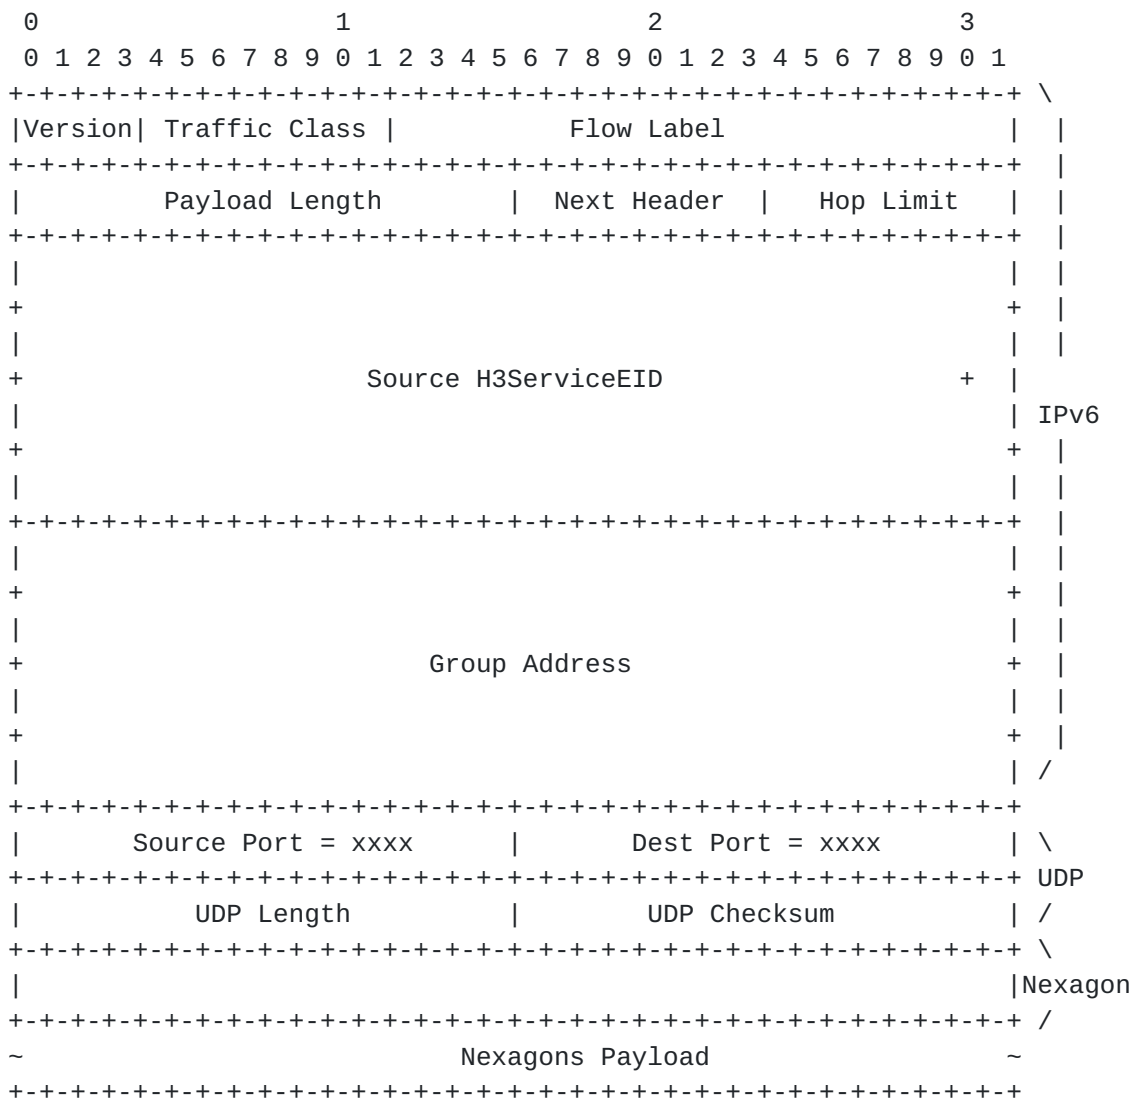 0                   1                   2                   3
 0 1 2 3 4 5 6 7 8 9 0 1 2 3 4 5 6 7 8 9 0 1 2 3 4 5 6 7 8 9 0 1
+-+-+-+-+-+-+-+-+-+-+-+-+-+-+-+-+-+-+-+-+-+-+-+-+-+-+-+-+-+-+-+-+ \
|Version| Traffic Class |           Flow Label                  |  |
+-+-+-+-+-+-+-+-+-+-+-+-+-+-+-+-+-+-+-+-+-+-+-+-+-+-+-+-+-+-+-+-+  |
|         Payload Length        |  Next Header  |   Hop Limit   |  |
+-+-+-+-+-+-+-+-+-+-+-+-+-+-+-+-+-+-+-+-+-+-+-+-+-+-+-+-+-+-+-+-+  |
|                                                               |  |
+                                                               +  |
|                                                               |  |
+                      Source H3ServiceEID                   +  |
|                                                               | IPv6
+                                                               +  |
|                                                               |  |
+-+-+-+-+-+-+-+-+-+-+-+-+-+-+-+-+-+-+-+-+-+-+-+-+-+-+-+-+-+-+-+-+  |
|                                                               |  |
+                                                               +  |
|                                                               |  |
+                          Group Address                        +  |
|                                                               |  |
+                                                               +  |
|                                                               | /
+-+-+-+-+-+-+-+-+-+-+-+-+-+-+-+-+-+-+-+-+-+-+-+-+-+-+-+-+-+-+-+-+
|       Source Port = xxxx      |       Dest Port = xxxx        | \
+-+-+-+-+-+-+-+-+-+-+-+-+-+-+-+-+-+-+-+-+-+-+-+-+-+-+-+-+-+-+-+-+ UDP
|           UDP Length          |        UDP Checksum           | /
+-+-+-+-+-+-+-+-+-+-+-+-+-+-+-+-+-+-+-+-+-+-+-+-+-+-+-+-+-+-+-+-+ \
|                                                               |Nexagon
+-+-+-+-+-+-+-+-+-+-+-+-+-+-+-+-+-+-+-+-+-+-+-+-+-+-+-+-+-+-+-+-+ /
~                            Nexagons Payload                   ~
+-+-+-+-+-+-+-+-+-+-+-+-+-+-+-+-+-+-+-+-+-+-+-+-+-+-+-+-+-+-+-+-+